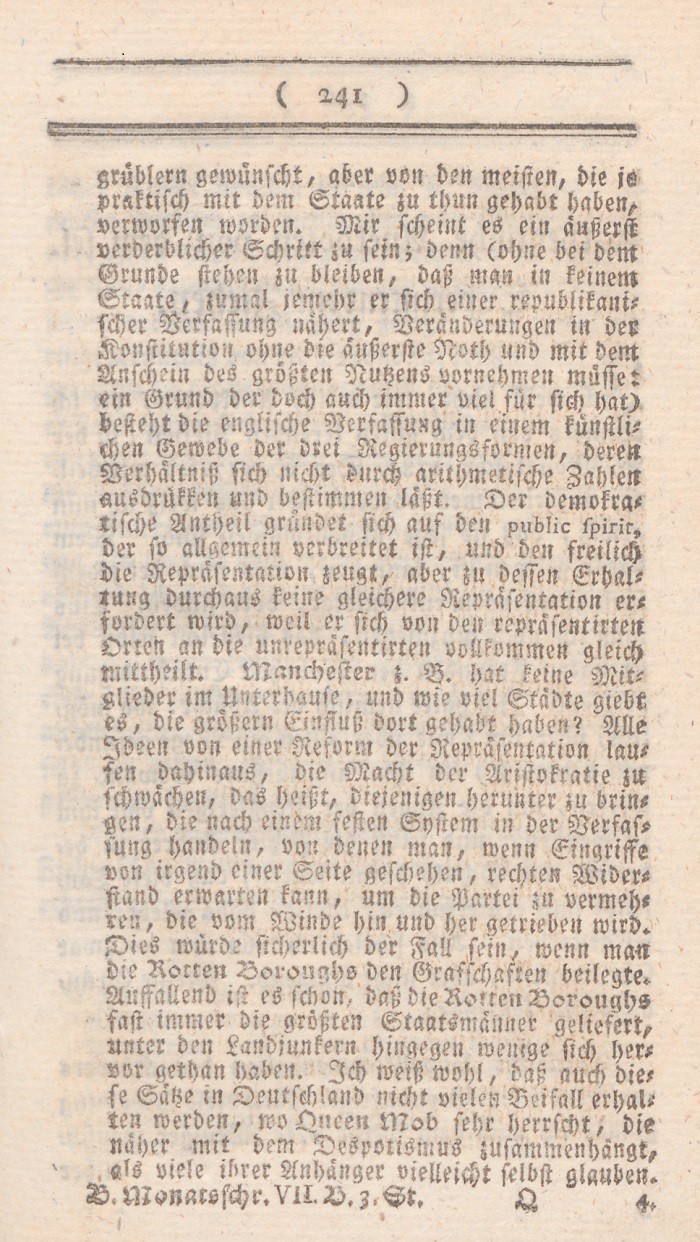 ( 241 )
grüblern gewünscht, aber von den meisten, die je
praktisch mit dem Staate zu thun gehabt haben,
verworfen worden. Mir scheint es ein äußerst
verderblicher Schritt zu sein; denn (ohne bei dem
Grunde stehen zu bleiben, daß man in keinem
Staate, zumal jemehr er sich einer republikani⸗
scher Verfassung nähert, Veränderungen in der
Konstitution ohne die äußerste Noth und mit dem
Anschein des größten Nutzens vornehmen müsse:
ein Grund der doch auch immer viel für sich hat)
besteht die englische Verfassung in einem künstli⸗
chen Gewebe der drei Regierungsformen, deren
Verhältniß sich nicht durch arithmetische Zahlen
ausdrükken und bestimmen läßt. Der demokra⸗
tische Antheil gründet sich auf den public spirit,
der so allgemein verbreitet ist, und den freilich
die Repräsentation zeugt, aber zu dessen Erhal⸗
tung durchaus keine gleichere Repräsentation er⸗
fordert wird, weil er sich von den repräsentirten
Orten an die unrepräsentirten vollkommen gleich
mittheilt. Manchester z. B. hat keine Mit⸗
glieder im Unterhause, und wie viel Städte giebt
es, die größern Einfluß dort gehabt haben? Alle
Ideen von einer Reform der Repräsentation lau⸗
fen dahinaus, die Macht der Aristokratie zu
schwächen, das heißt, diejenigen herunter zu brin⸗
gen, die nach einem festen System in der Verfas⸗
sung handeln, von denen man, wenn Eingriffe
von irgend einer Seite geschehen, rechten Wider⸗
stand erwarten kann, um die Partei zu vermeh⸗
ren, die vom Winde hin und her getrieben wird.
Dies würde sicherlich der Fall sein, wenn man
die Rotten Boroughs den Grafschaften beilegte.
Auffallend ist es schon, daß die Rotten Boroughs
fast immer die größten Staatsmänner geliefert,
unter den Landjunkern hingegen wenige sich her⸗
vor gethan haben. Ich weiß wohl, daß auch die⸗
se Sätze in Deutschland nicht vielen Beifall erhal⸗
ten werden, wo Queen Mob sehr herrscht, die
näher mit dem Despotismus zusammenhängt,
als viele ihrer Anhänger vielleicht selbst glauben.
B. Monatsschr. VII. B. 3. St. Q 4.